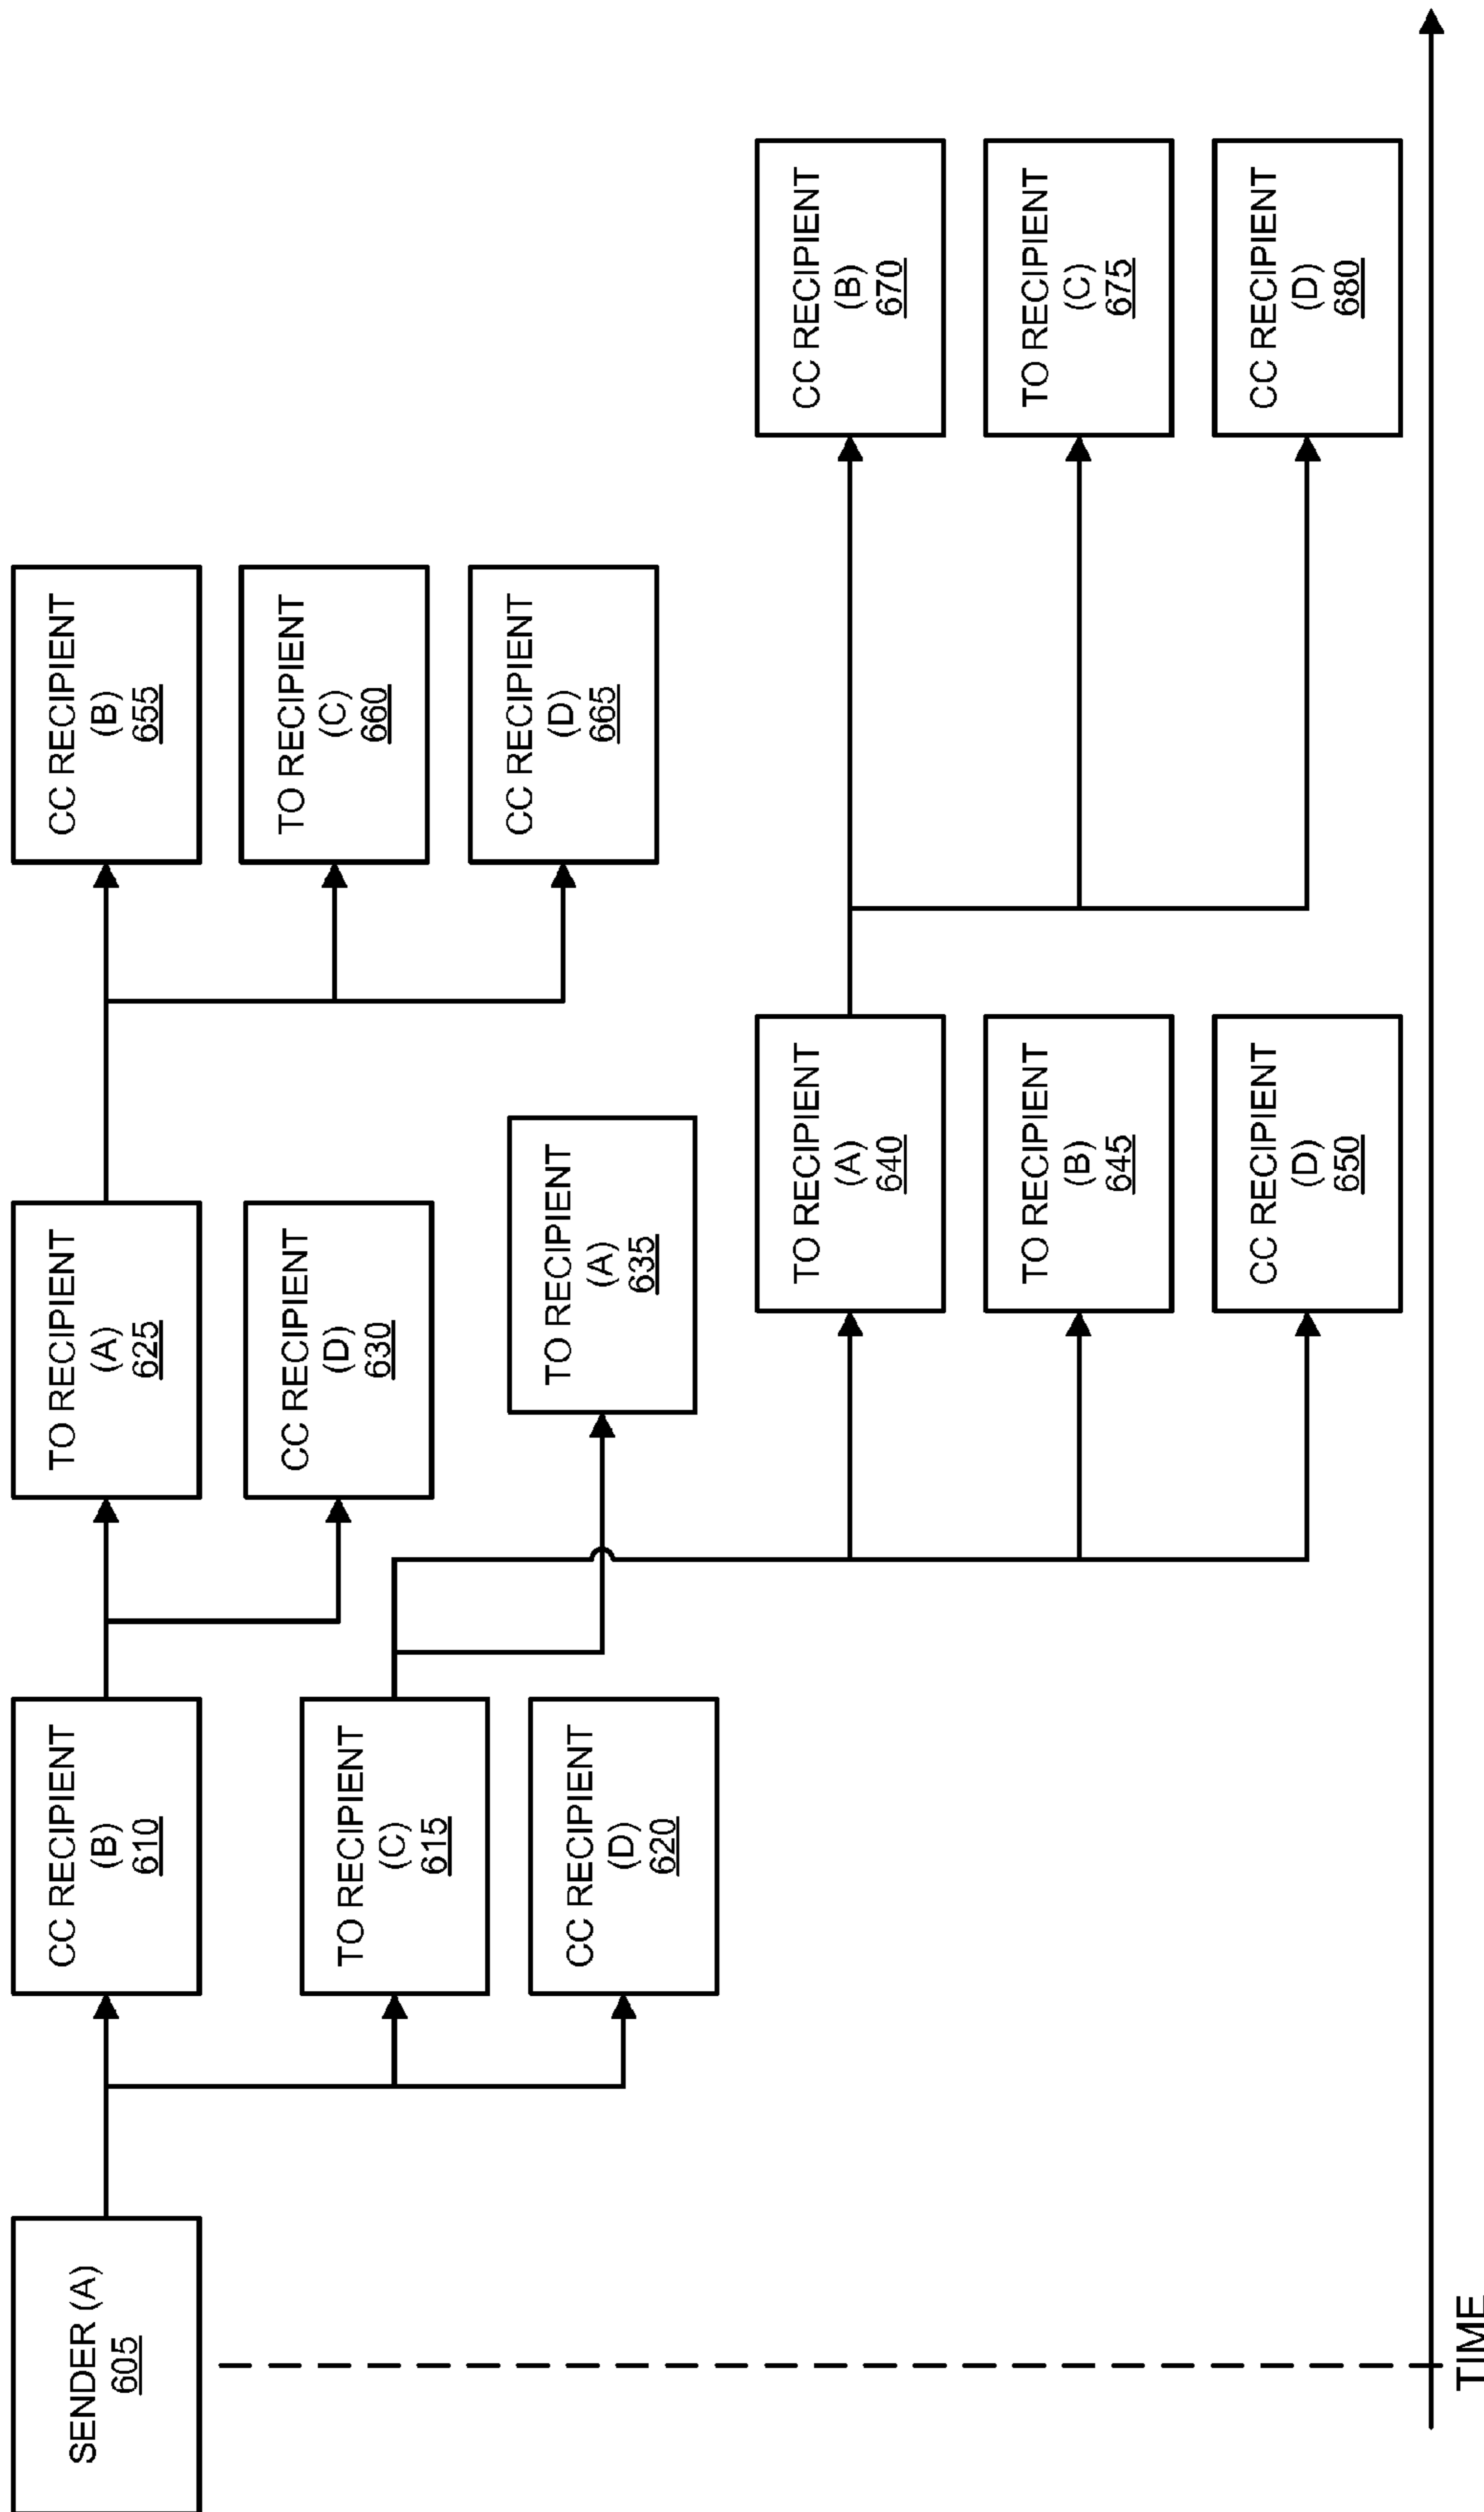 SENDER (A)
605
CC RECIPIENT
(B)
610
TO RECIPIENT
(C)
615
CC RECIPIENT
(D)
620
TO RECIPIENT
(A)
625
CC RECIPIENT
(D)
630
TO RECIPIENT
(A)
635
TO RECIPIENT
(A)
640
TO RECIPIENT
(B)
645
CC RECIPIENT
(D)
650
CC RECIPIENT
(B)
655
TO RECIPIENT
(C)
660
CC RECIPIENT
(D)
665
CC RECIPIENT
(B)
670
TO RECIPIENT
(C)
675
CC RECIPIENT
(D)
680
TIME